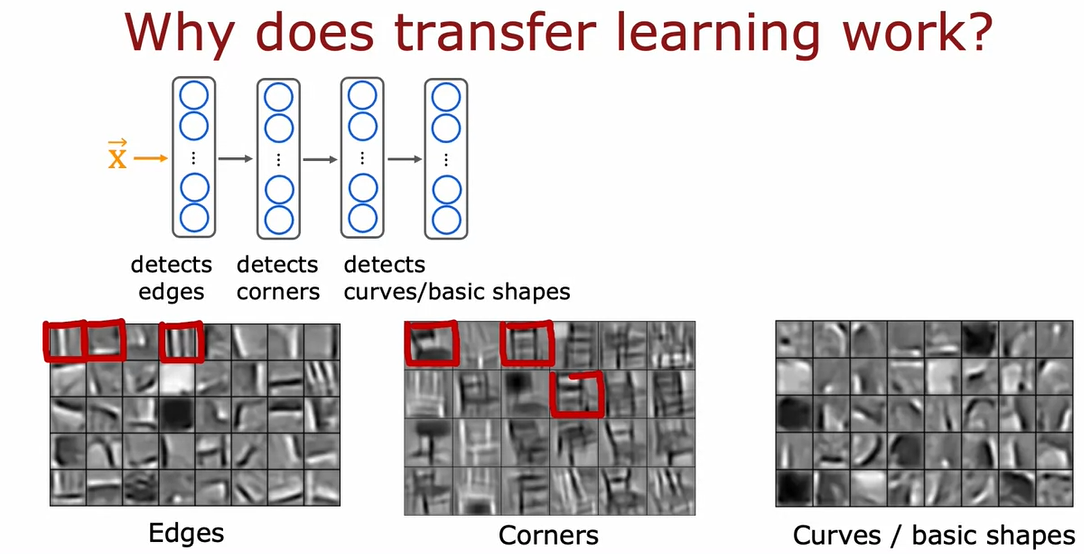 Why does transfer learning work?
x
detects detects detects
edges corners curves/basic shapes
Edges
Corners
Curves / basic shapes